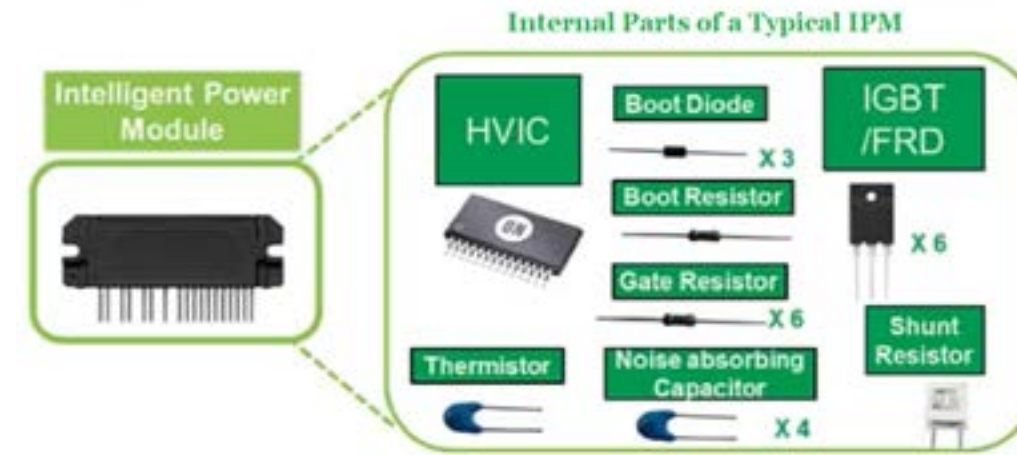 Internal Parts of a Typical IPM
Intelligent Power
Module
HVIC
Boot Diode
X 3
IGBT
/FRD
Boot Resistor
X 6
Gate Resistor
X 6
Shunt
Resistor
Thermistor
Noise absorbing
Capacitor
X 4
ON